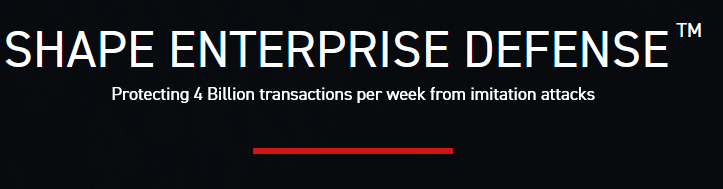 SHAPE ENTERPRISE DEFENSE™
Protecting 4 Billion transactions per week from imitation attacks